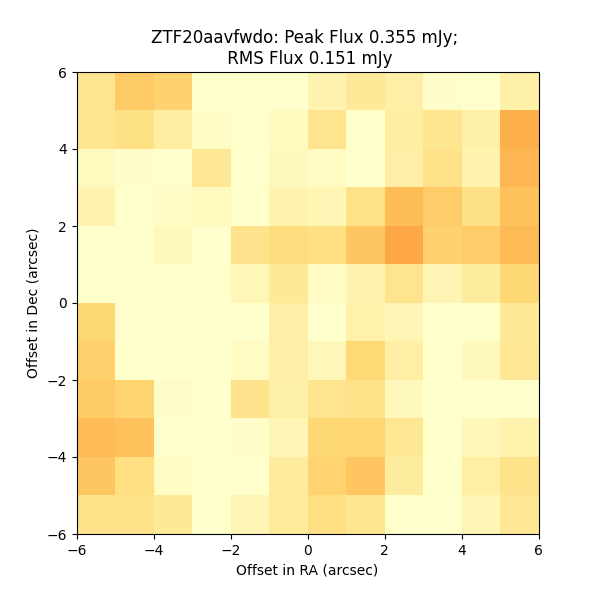 ZTF20aavfwdo: Peak Flux 0.355 mJy;
RMS Flux 0.151 mJy
6
4
2
0
−2
−4
−6
Offset in Dec (arcsec)
−6 −4 −2 0 2 4 6
Offset in RA (arcsec)